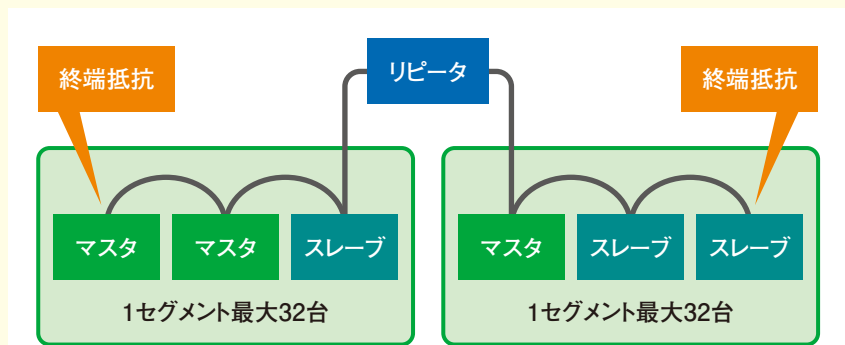 リピータ
終端抵抗
終端抵抗
マスタ
マスタ
スレーブ
マスタ
スレーブ
スレーブ
1セグメント最大32台
1セグメント最大32台